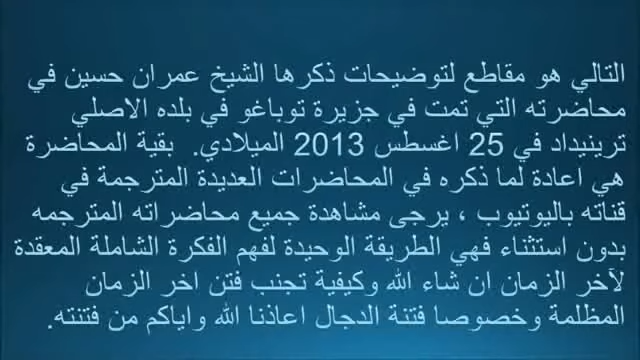 التالي هو مقاطع لتوضيحات ذكرها الشيخ عمران حسين في
محاضرته التي تمت في جزيرة توباغو في بلده الاصلي
ترينيداد في 25 اغسطس 2013 الميلادي. بقية المحاضرة
هي اعادة لما ذكره في المحاضرات العديدة المترجمة في
قناته باليوتيوب ، يرجى مشاهدة جميع محاضراته المترجمه
بدون استثناء فهي الطريقة الوحيدة لفهم الفكرة الشاملة المعقدة
لآخر الزمان ان شاء الله وكيفية تجنب فتن اخر الزمان
المظلمة وخصوصا فتنة الدجال اعاذنا الله واياكم من فتنته.